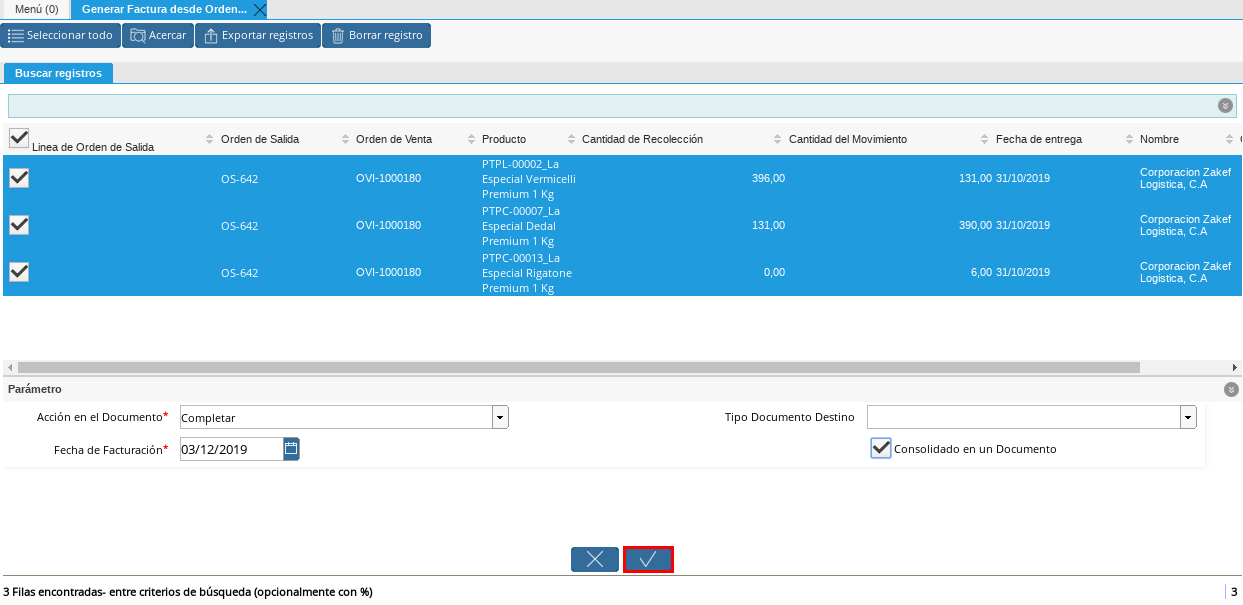 Menú (0) Generar Factura desde Orden...
Seleccionar todo Acercar Exportar registros Borrar registro
Buscar registros
Linea de Orden de Salida Orden de Salida Orden de Venta Producto Cantidad de Recolección Cantidad del Movimiento Fecha de entrega Nombre
PTPL-00002_La
Especial Vermicelli
Premium 1 Kg
OS-642 OVI-1000180 396,00 131,00 31/10/2019 Corporacion Zakef
Logistica, C.A
PTPC-00007_La
Especial Dedal
Premium 1 Kg
OS-642 OVI-1000180 131,00 390,00 31/10/2019 Corporacion Zakef
Logistica, C.A
PTPC-00013_La
Especial Rigatone
Premium 1 Kg
OS-642 OVI-1000180 0,00 6,00 31/10/2019 Corporacion Zakef
Logistica, C.A
Parámetro
Acción en el Documento* Completar Tipo Documento Destino
Fecha de Facturación* 03/12/2019 Consolidado en un Documento
3 Filas encontradas- entre criterios de búsqueda (opcionalmente con %) 3